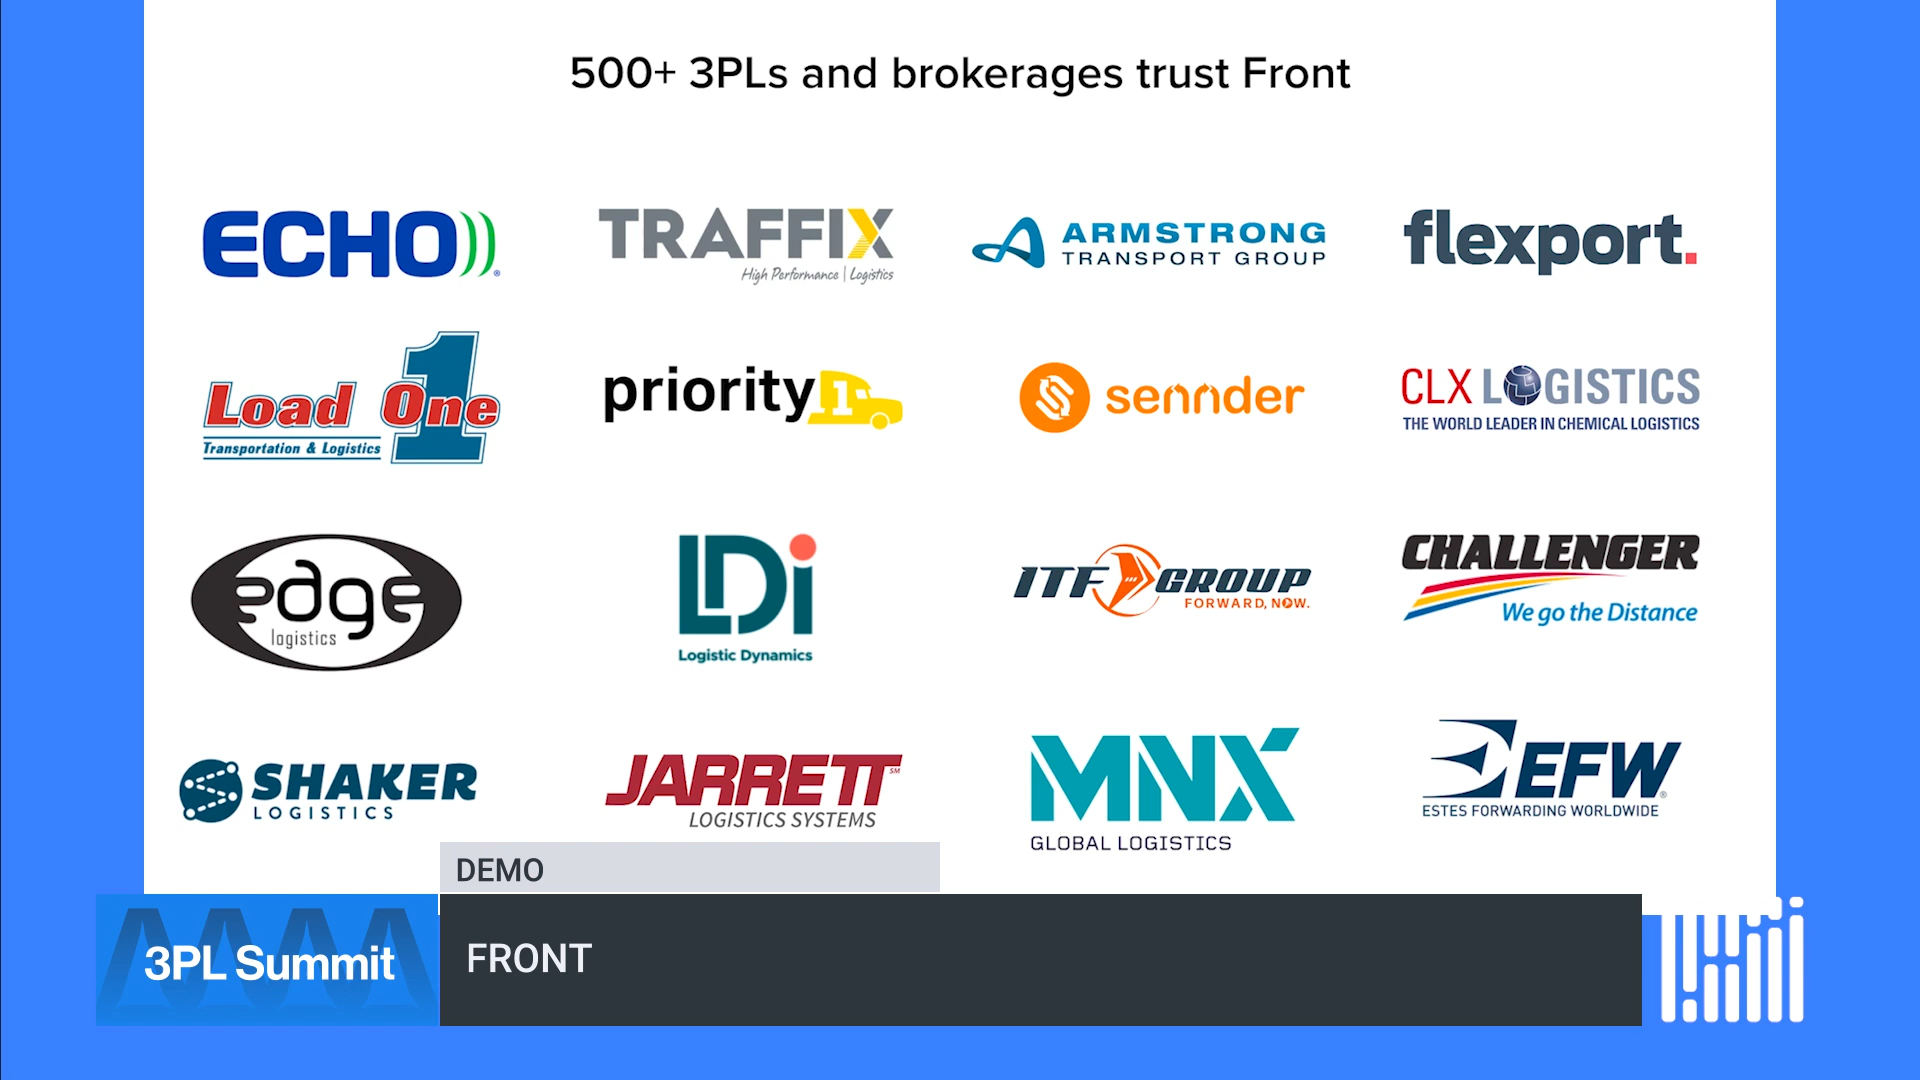 500+ 3PLs and brokerages trust Front
ECHO
TRAFFIX
High Performance | Logistics
ARMSTRONG
TRANSPORT GROUP
flexport.
Load One
1
Transportation & Logistics
priority1
sennder
CLX LOGISTICS
THE WORLD LEADER IN CHEMICAL LOGISTICS
edge
logistics
LDi
Logistic Dynamics
ITF GROUP
FORWARD, NOW.
CHALLENGER
We go the Distance
SHAKER
LOGISTICS
JARRETT SM
LOGISTICS SYSTEMS
MNX
GLOBAL LOGISTICS
EFW
ESTES FORWARDING WORLDWIDE
DEMO
3PL Summit
FRONT